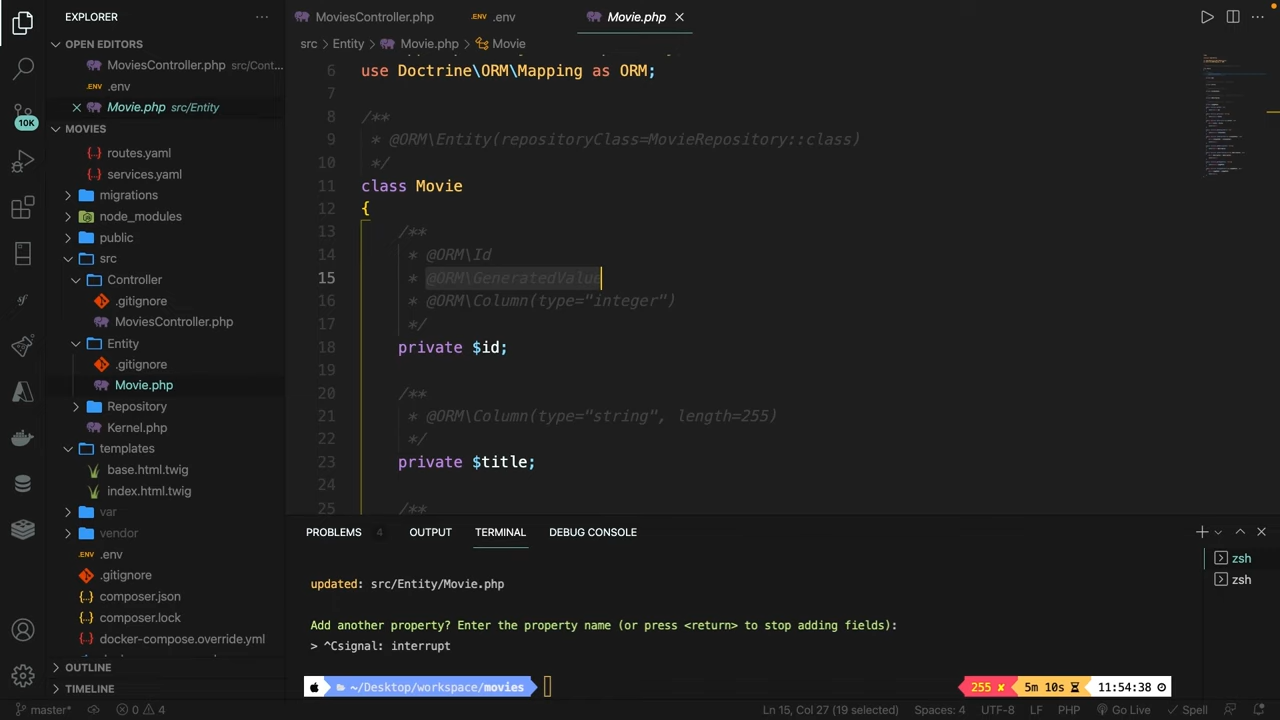 EXPLORER
OPEN EDITORS
MoviesController.php src/Cont...
.env
Movie.php src/Entity
10K
MOVIES
routes.yaml
services.yaml
migrations
node_modules
public
src
Controller
.gitignore
MoviesController.php
Entity
.gitignore
Movie.php
Repository
Kernel.php
templates
base.html.twig
index.html.twig
var
vendor
.env
.gitignore
composer.json
composer.lock
docker-compose.override.yml
OUTLINE
TIMELINE
MoviesController.php
.ENV .env
Movie.php
src > Entity > Movie.php > Movie
6 use Doctrine\ORM\Mapping as ORM;
7
8 /**
9 * @ORM\Entity(repositoryClass=MovieRepository::class)
10 */
11 class Movie
12 {
13 /**
14 * @ORM\Id
15 * @ORM\GeneratedValue
16 * @ORM\Column(type="integer")
17 */
18 private $id;
19
20 /**
21 * @ORM\Column(type="string", length=255)
22 */
23 private $title;
24
25 /**
PROBLEMS 4 OUTPUT TERMINAL DEBUG CONSOLE
zsh
zsh
updated: src/Entity/Movie.php
Add another property? Enter the property name (or press <return> to stop adding fields):
> ^Csignal: interrupt
~/Desktop/workspace/movies
255 ✘ 5m 10s 11:54:38
master* 0 4 Ln 15, Col 27 (19 selected) Spaces: 4 UTF-8 LF PHP Go Live Spell